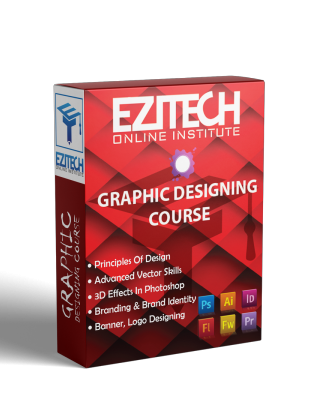 EZITECH
ONLINE INSTITUTE
GRAPHIC DESIGNING
COURSE
• Principles Of Design
• Advanced Vector Skills
• 3D Effects In Photoshop
• Branding & Brand Identity
• Banner, Logo Designing
Ps Ai ID
Fl Fw Pr
EZITECH
GRAPHIC
DESIGNING COURSE